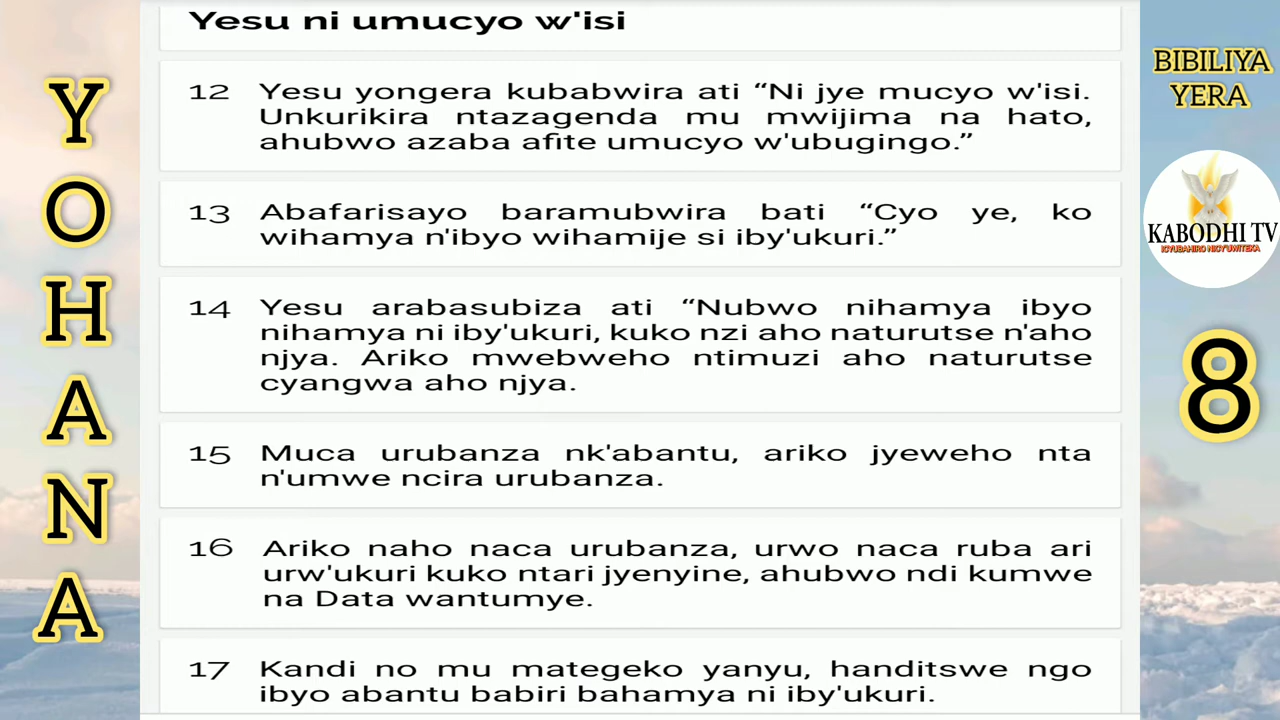 Yesu ni umucyo w'isi
12 Yesu yongera kubabwira ati “Ni jye mucyo w'isi.
Unkurikira ntazagenda mu mwijima na hato,
ahubwo azaba afite umucyo w'ubugingo.”
13 Abafarisayo baramubwira bati “Cyo ye, ko
wihamya n'ibyo wihamije si iby'ukuri.”
14 Yesu arabasubiza ati “Nubwo nihamya ibyo
nihamya ni iby'ukuri, kuko nzi aho naturutse n'aho
njya. Ariko mwebweho ntimuzi aho naturutse
cyangwa aho njya.
15 Muca urubanza nk'abantu, ariko jyeweho nta
n'umwe ncira urubanza.
16 Ariko naho naca urubanza, urwo naca ruba ari
urw'ukuri kuko ntari jyenyine, ahubwo ndi kumwe
na Data wantumye.
17 Kandi no mu mategeko yanyu, handitswe ngo
ibyo abantu babiri bahamya ni iby'ukuri.
YOHANA
BIBILIYA
YERA
KABODHI TV
ICYUBAHIRO NICY'UWITEKA
8